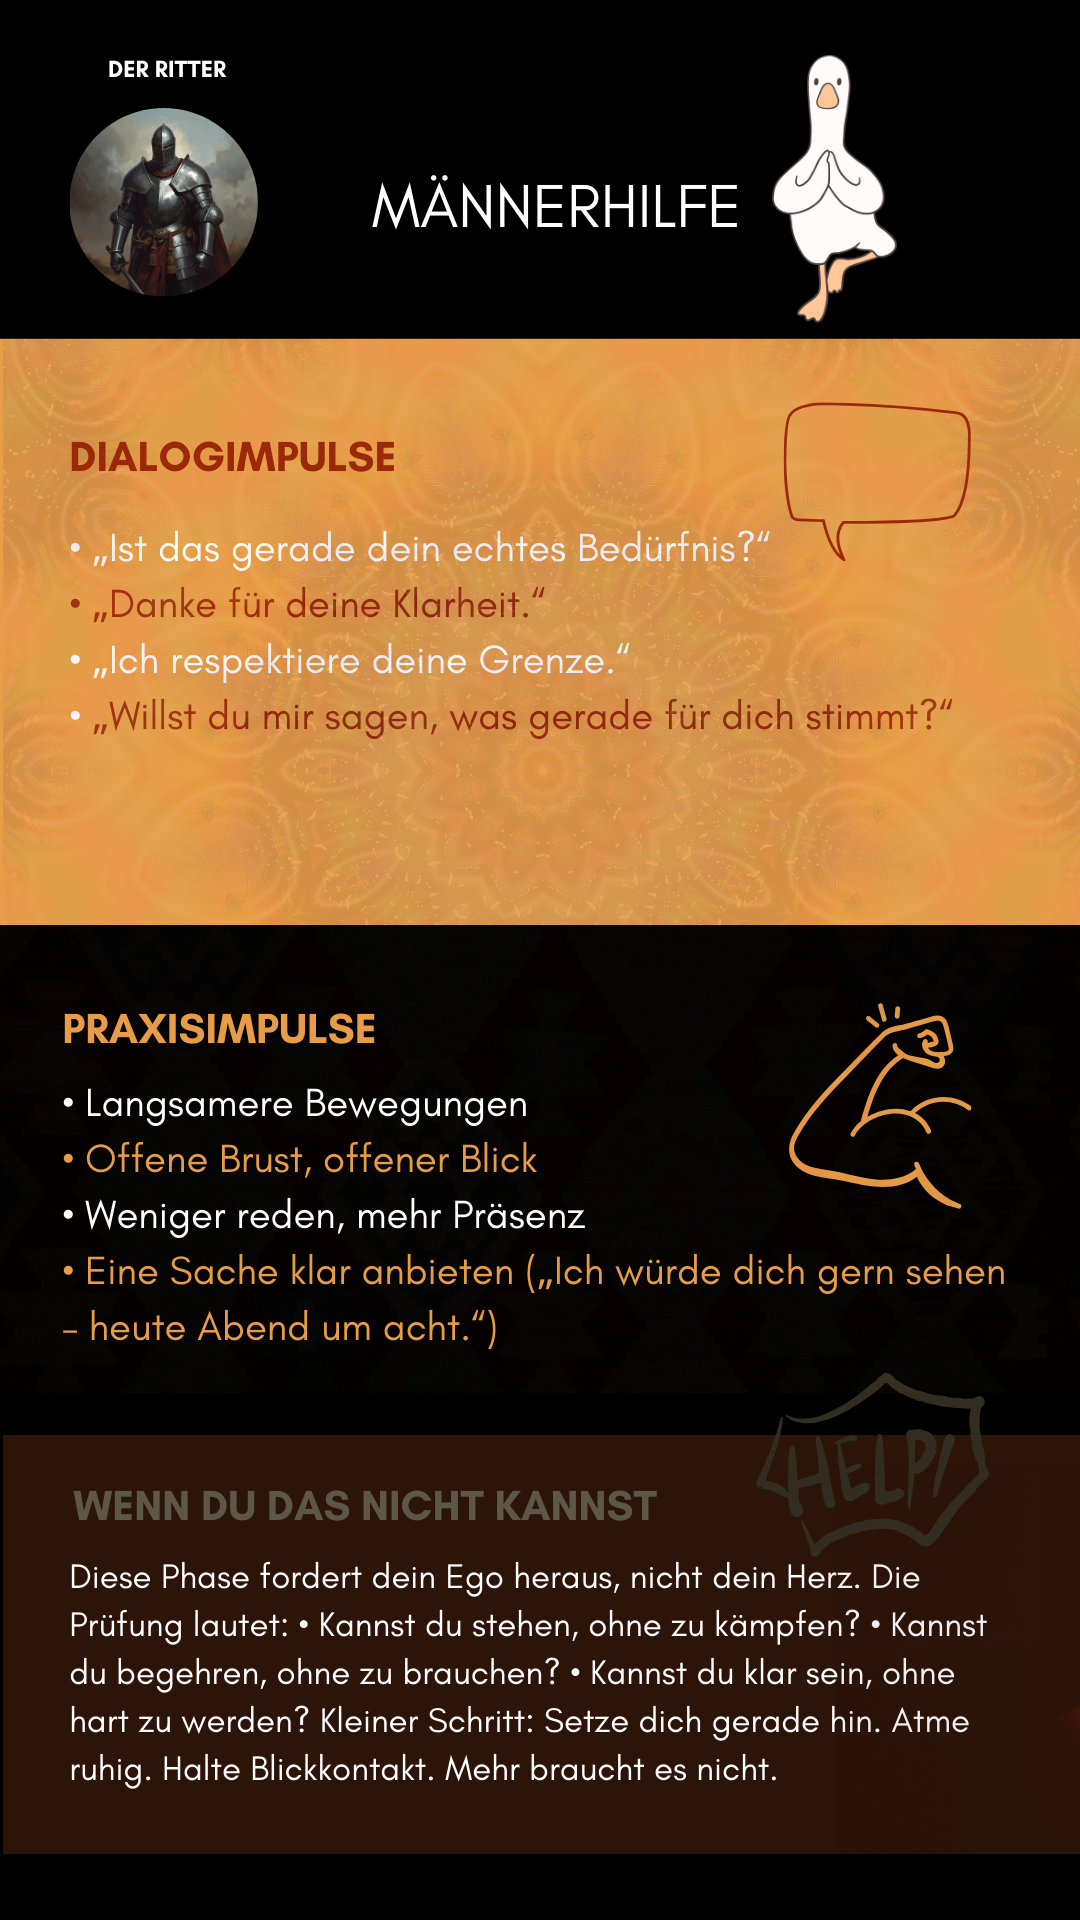 DER RITTER
MÄNNERHILFE
DIALOGIMPULSE
• „Ist das gerade dein echtes Bedürfnis?“
• „Danke für deine Klarheit.“
• „Ich respektiere deine Grenze.“
• „Willst du mir sagen, was gerade für dich stimmt?“
PRAXISIMPULSE
• Langsamere Bewegungen
• Offene Brust, offener Blick
• Weniger reden, mehr Präsenz
• Eine Sache klar anbieten („Ich würde dich gern sehen
– heute Abend um acht.“)
HELP!
WENN DU DAS NICHT KANNST
Diese Phase fordert dein Ego heraus, nicht dein Herz. Die
Prüfung lautet: • Kannst du stehen, ohne zu kämpfen? • Kannst
du begehren, ohne zu brauchen? • Kannst du klar sein, ohne
hart zu werden? Kleiner Schritt: Setze dich gerade hin. Atme
ruhig. Halte Blickkontakt. Mehr braucht es nicht.